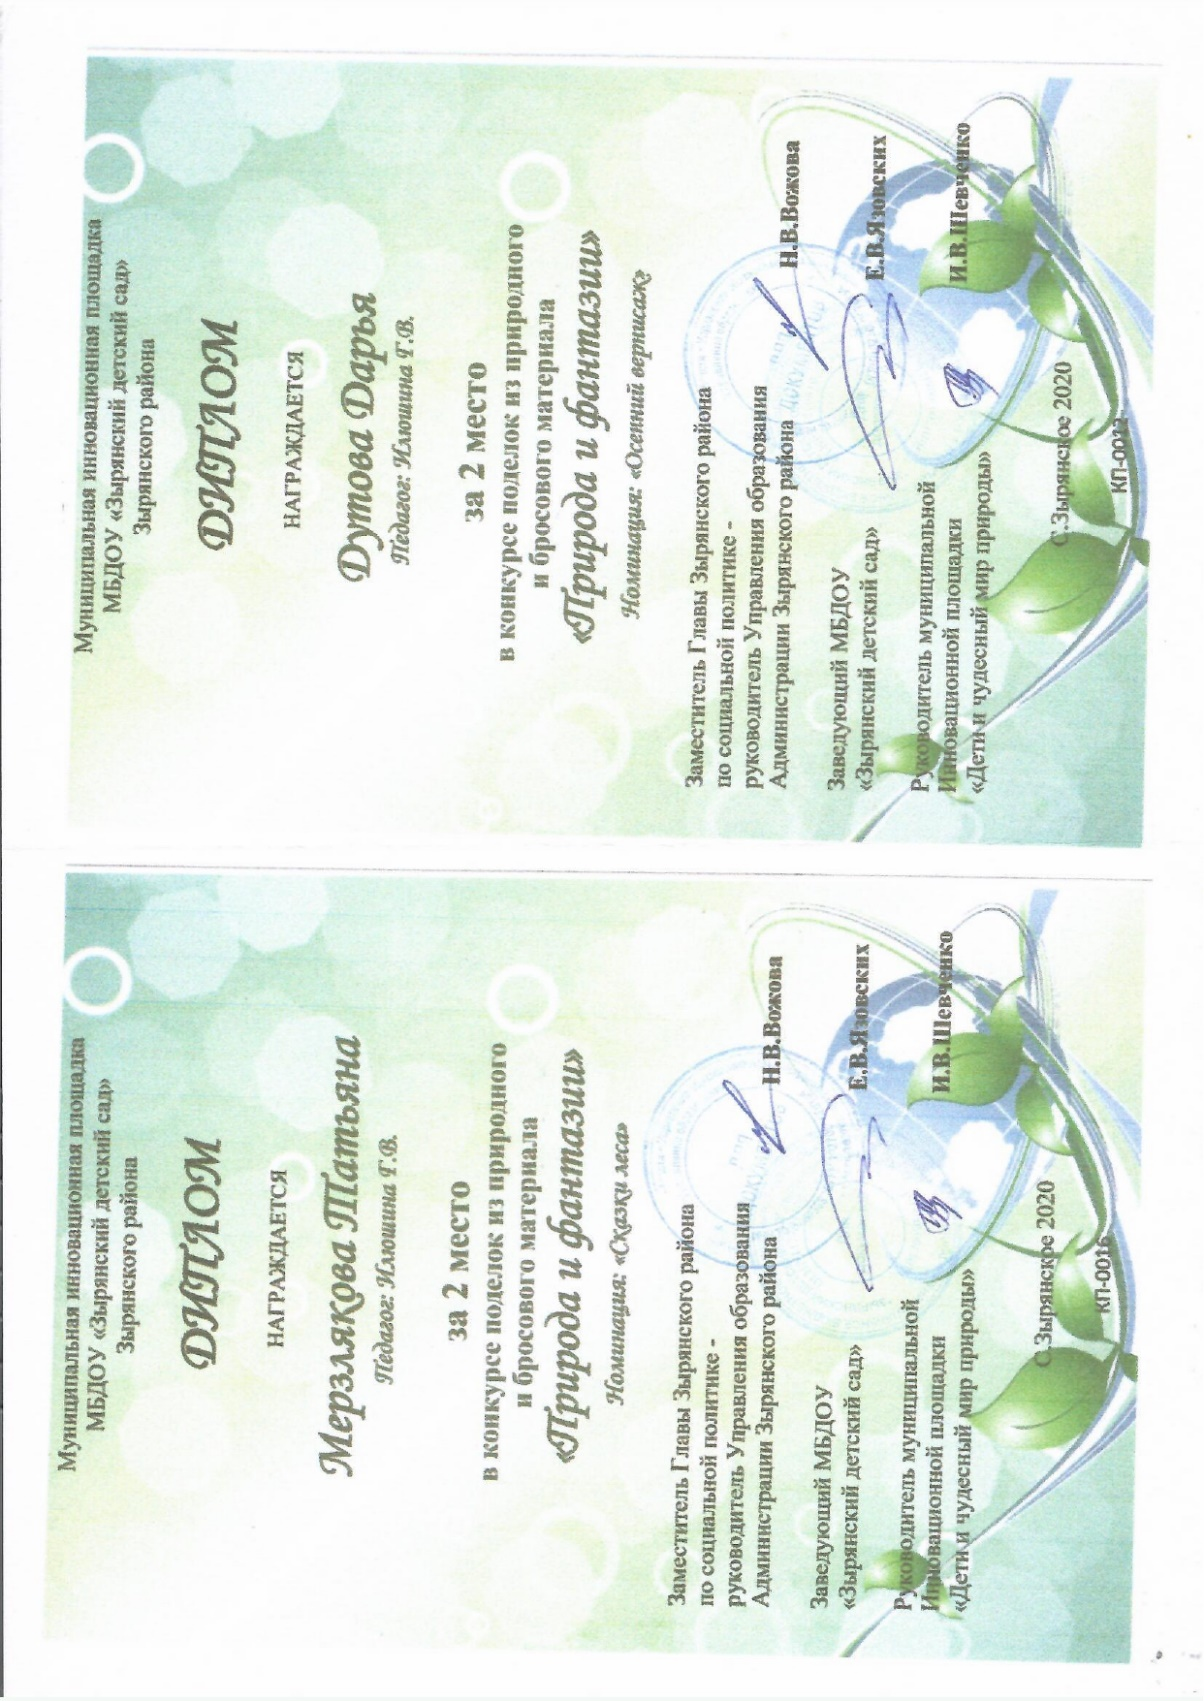 Муниципальная инновационная площадка
МБДОУ «Зырянский детский сад»
Зырянского района
ДИПЛОМ
НАГРАЖДАЕТСЯ
Мерзлякова Татьяна
Педагог: Илюшина Т.В.
за 2 место
в конкурсе поделок из природного
и бросового материала
«Природа и фантазии»
Номинация: «Сказки леса»
Заместитель Главы Зырянского района
по социальной политике -
руководитель Управления образования
Администрации Зырянского района Н.В.Вожова
Заведующий МБДОУ
«Зырянский детский сад» Е.В.Язовских
Руководитель муниципальной
Инновационной площадки
«Дети и чудесный мир природы» И.В.Шевченко
С.Зырянское 2020
КП-0016
Муниципальная инновационная площадка
МБДОУ «Зырянский детский сад»
Зырянского района
ДИПЛОМ
НАГРАЖДАЕТСЯ
Дутова Дарья
Педагог: Илюшина Т.В.
за 2 место
в конкурсе поделок из природного
и бросового материала
«Природа и фантазии»
Номинация: «Осенний вернисаж»
Заместитель Главы Зырянского района
по социальной политике -
руководитель Управления образования
Администрации Зырянского района Н.В.Вожова
Заведующий МБДОУ
«Зырянский детский сад» Е.В.Язовских
Руководитель муниципальной
Инновационной площадки
«Дети и чудесный мир природы» И.В.Шевченко
С.Зырянское 2020